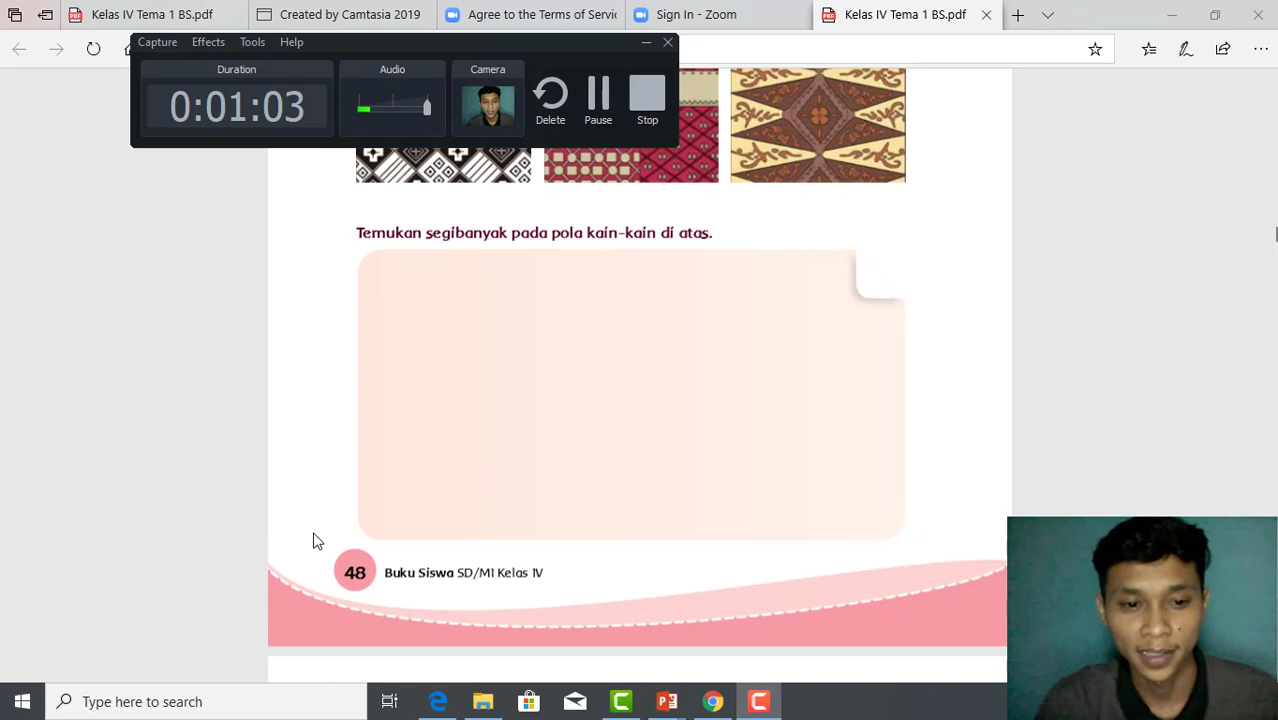 Kelas IV Tema 1 BS.pdf
Created by Camtasia 2019
Agree to the Terms of Servic
Sign In - Zoom
Kelas IV Tema 1 BS.pdf
Capture Effects Tools Help
Duration
Audio
Camera
0:01:03
Delete
Pause
Stop
Temukan segibanyak pada pola kain-kain di atas.
48
Buku Siswa SD/MI Kelas IV
Type here to search